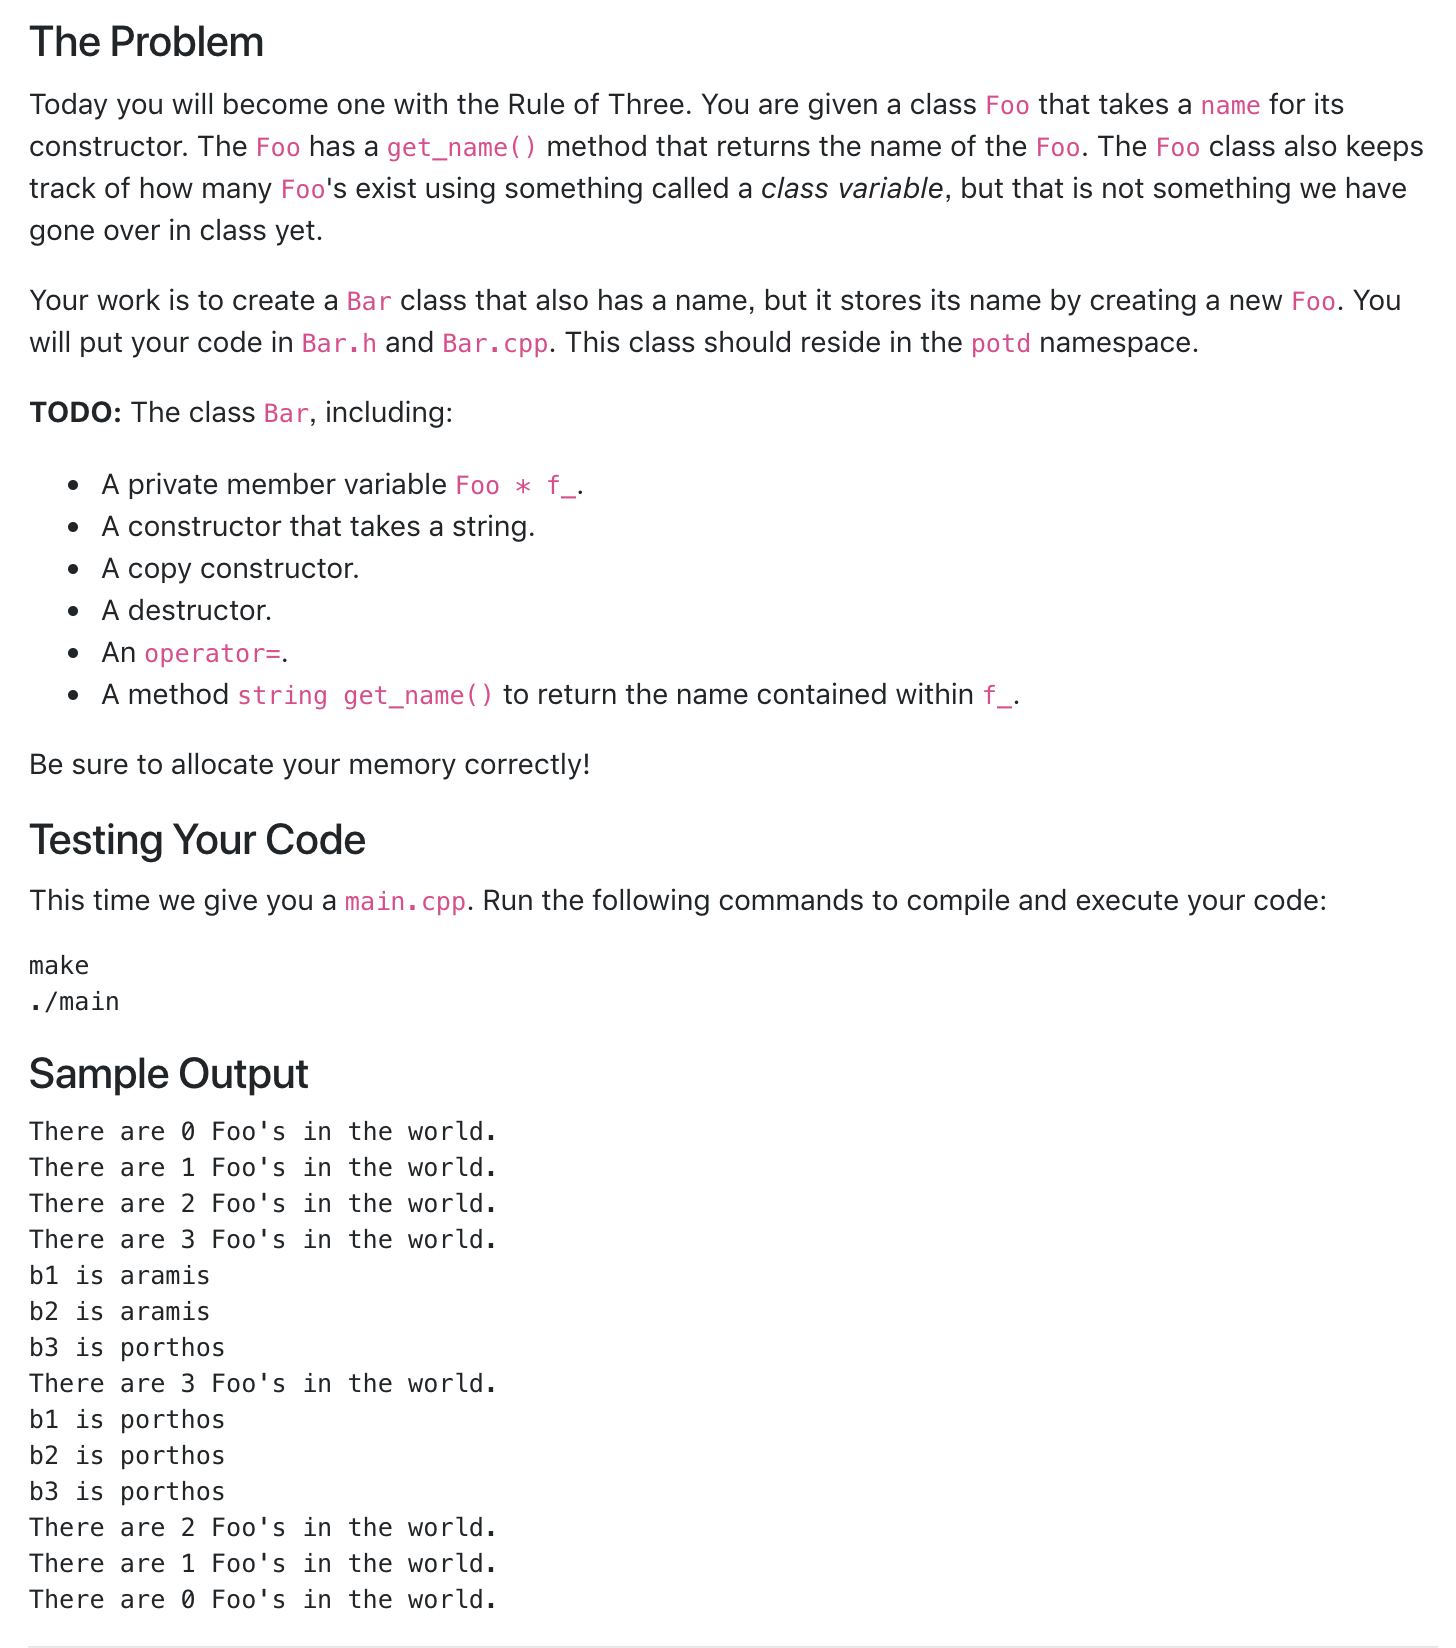 The Problem
Today you will become one with the Rule of Three. You are given a class Foo that takes a name for its
constructor. The Foo has a get_name() method that returns the name of the Foo. The Foo class also keeps
track of how many Foo's exist using something called a class variable, but that is not something we have
gone over in class yet.
Your work is to create a Bar class that also has a name, but it stores its name by creating a new Foo. You
will put your code in Bar.h and Bar.cpp. This class should reside in the potd namespace.
TODO: The class Bar, including:
• A private member variable Foo * f_.
• A constructor that takes a string.
• A copy constructor.
• A destructor.
• An operator=.
• A method string get_name() to return the name contained within f_.
Be sure to allocate your memory correctly!
Testing Your Code
This time we give you a main.cpp. Run the following commands to compile and execute your code:
make
./main
Sample Output
There are 0 Foo's in the world.
There are 1 Foo's in the world.
There are 2 Foo's in the world.
There are 3 Foo's in the world.
b1 is aramis
b2 is aramis
b3 is porthos
There are 3 Foo's in the world.
b1 is porthos
b2 is porthos
b3 is porthos
There are 2 Foo's in the world.
There are 1 Foo's in the world.
There are 0 Foo's in the world.